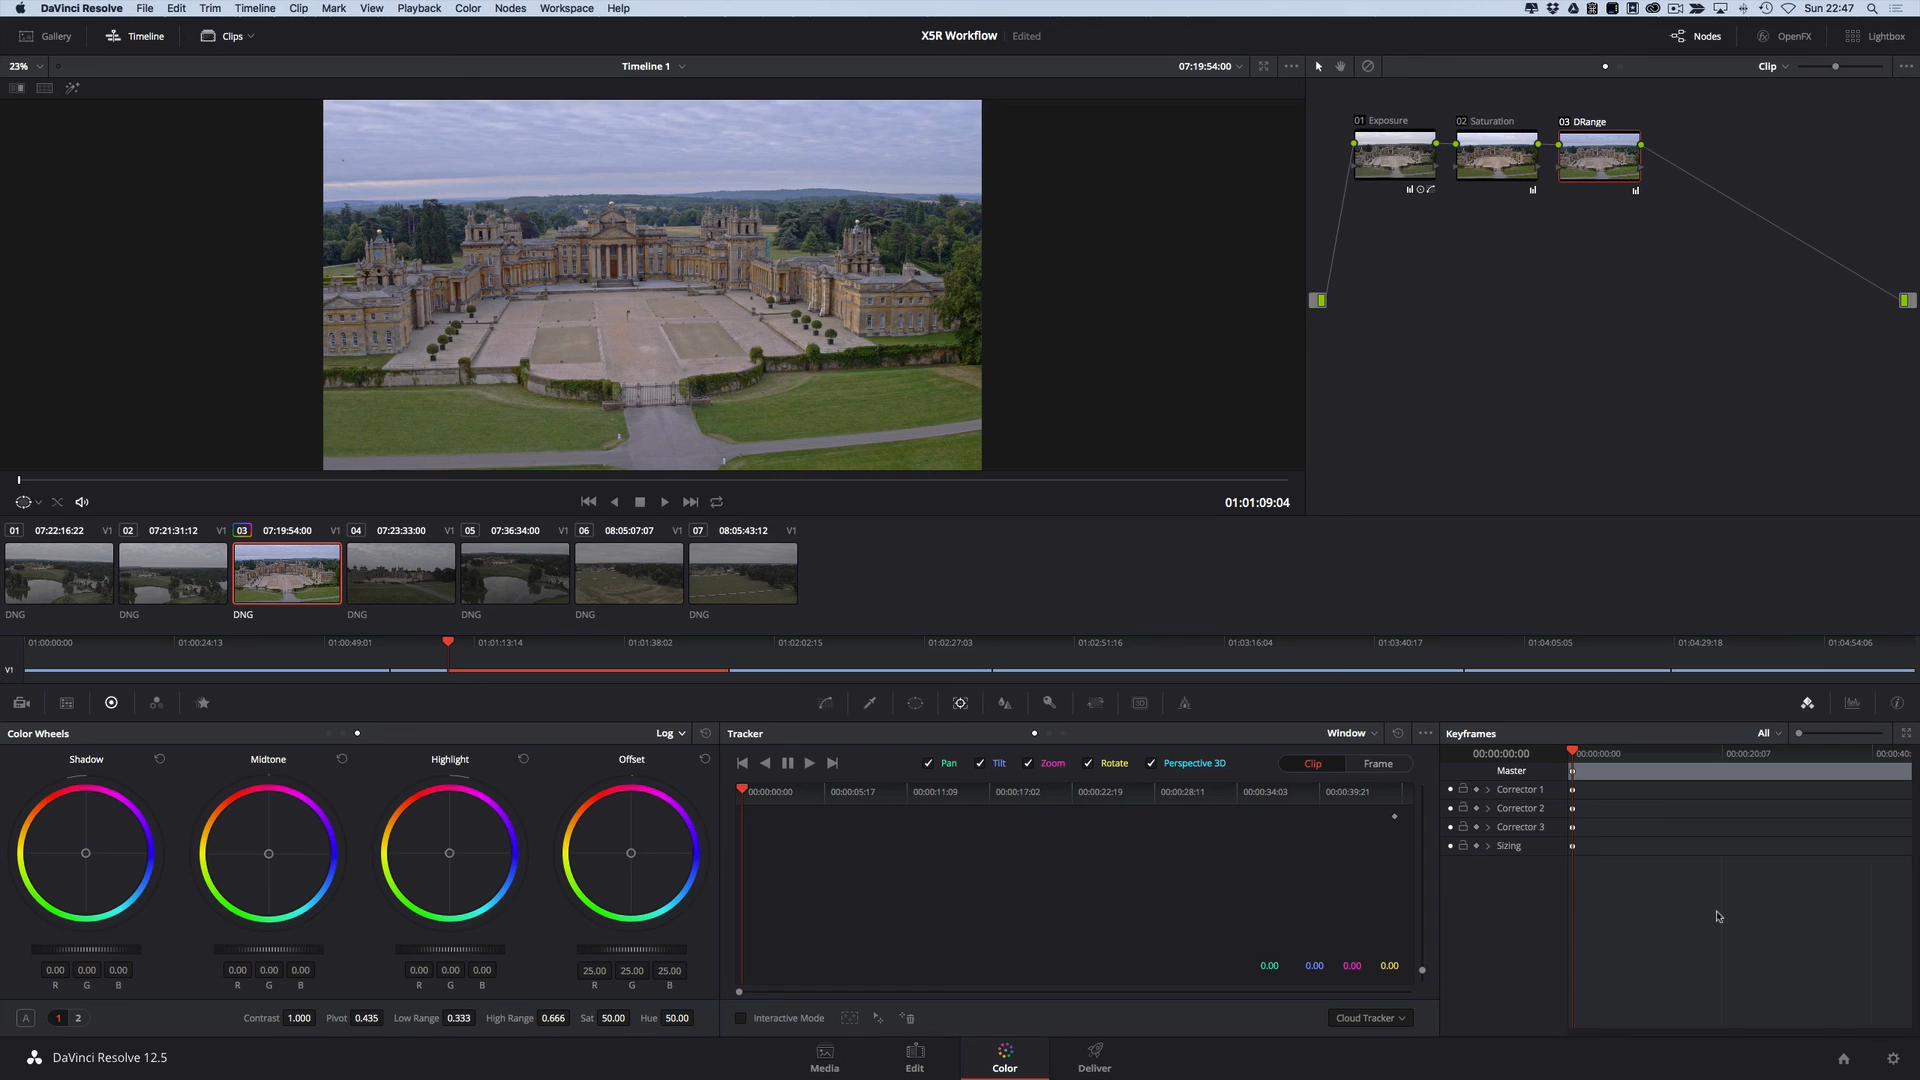 DaVinci Resolve File Edit Trim Timeline Clip Mark View Playback Color Nodes Workspace Help Sun 22:47
Gallery Timeline Clips X5R Workflow Edited Nodes OpenFX Lightbox
23% Timeline 1 07:19:54:00 Clip
01 Exposure 02 Saturation 03 DRange
01:01:09:04
01 07:22:16:22 V1 02 07:21:31:12 V1 03 07:19:54:00 V1 04 07:23:33:00 V1 05 07:36:34:00 V1 06 08:05:07:07 V1 07 08:05:43:12 V1
DNG DNG DNG DNG DNG DNG DNG
01:00:00:00 01:00:24:13 01:00:49:01 01:01:13:14 01:01:38:02 01:02:02:15 01:02:27:03 01:02:51:16 01:03:16:04 01:03:40:17 01:04:05:05 01:04:29:18 01:04:54:06
V1
3D
Color Wheels Log Tracker Window Keyframes All
Shadow Midtone Highlight Offset Pan Tilt Zoom Rotate Perspective 3D Clip Frame 00:00:00:00 00:00:00:00 00:00:20:07 00:00:40:
Master
00:00:00:00 00:00:05:17 00:00:11:09 00:00:17:02 00:00:22:19 00:00:28:11 00:00:34:03 00:00:39:21
Corrector 1
Corrector 2
Corrector 3
Sizing
0.00 0.00 0.00 0.00 0.00 0.00 0.00 0.00 0.00 25.00 25.00 25.00 0.00 0.00 0.00 0.00
R G B R G B R G B R G B
A 1 2 Contrast 1.000 Pivot 0.435 Low Range 0.333 High Range 0.666 Sat 50.00 Hue 50.00 Interactive Mode Cloud Tracker
DaVinci Resolve 12.5 Media Edit Color Deliver